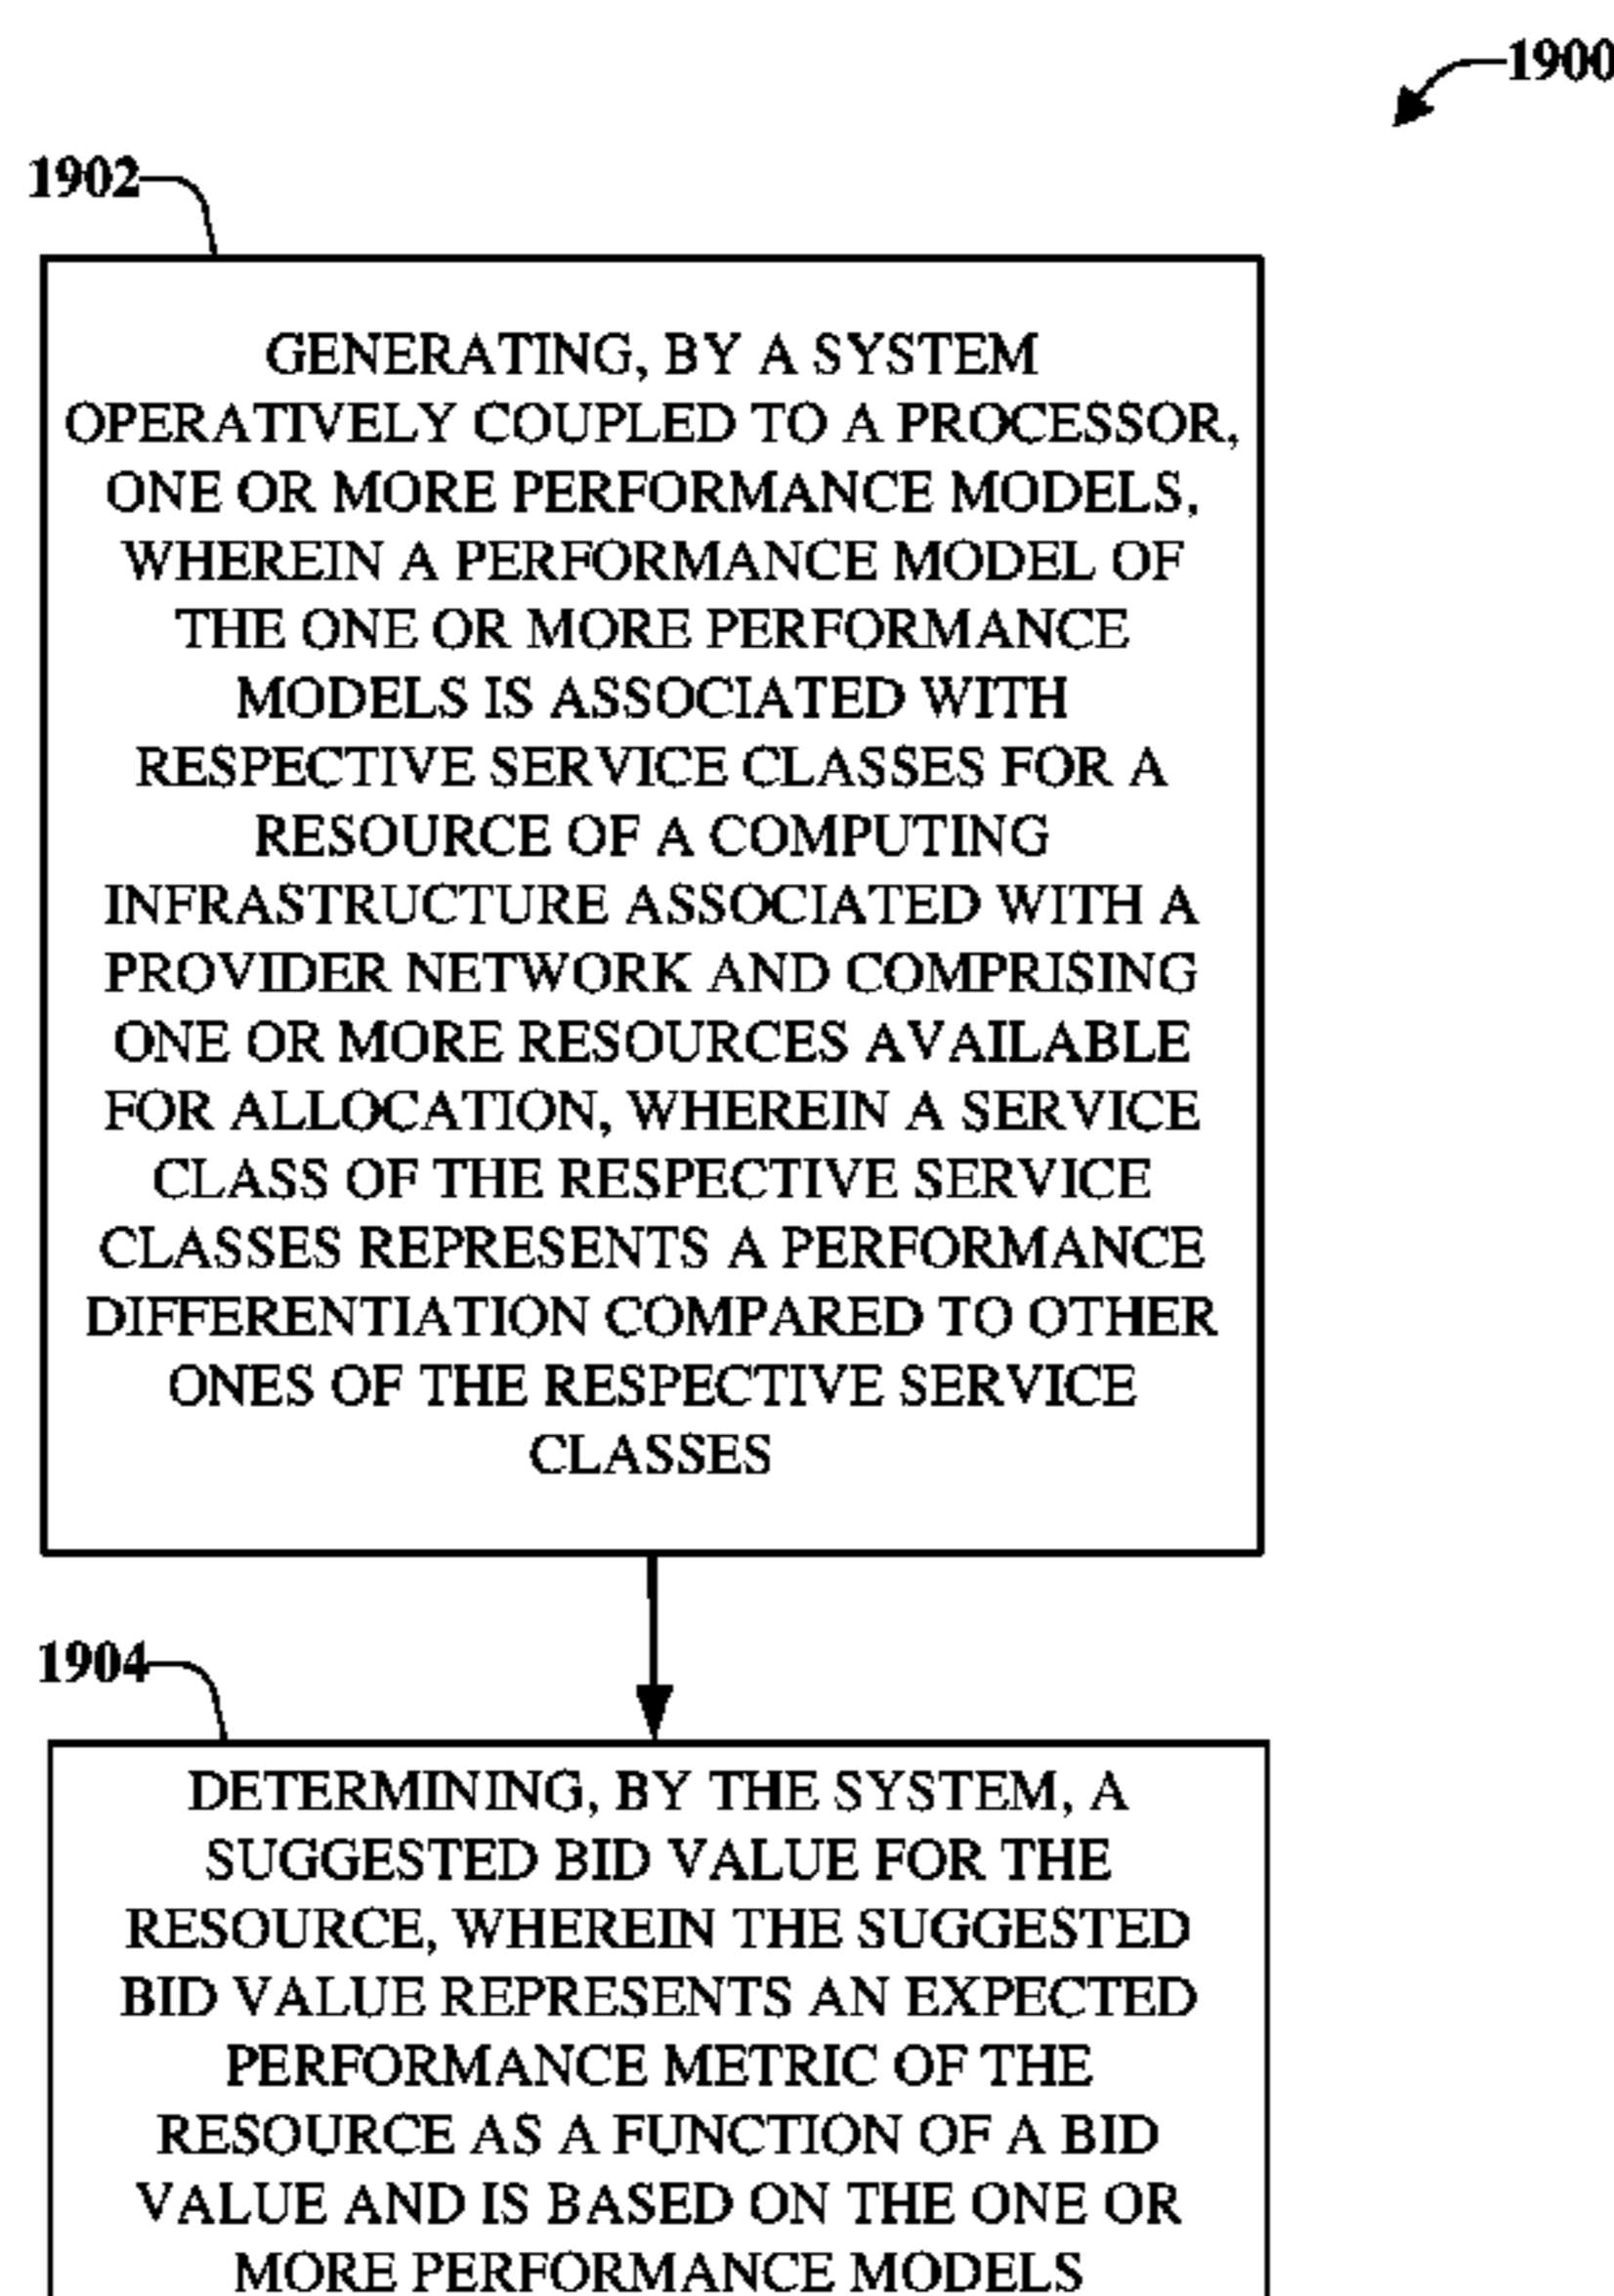 1900
1902
GENERATING, BY A SYSTEM
OPERATIVELY COUPLED TO A PROCESSOR,
ONE OR MORE PERFORMANCE MODELS,
WHEREIN A PERFORMANCE MODEL OF
THE ONE OR MORE PERFORMANCE
MODELS IS ASSOCIATED WITH
RESPECTIVE SERVICE CLASSES FOR A
RESOURCE OF A COMPUTING
INFRASTRUCTURE ASSOCIATED WITH A
PROVIDER NETWORK AND COMPRISING
ONE OR MORE RESOURCES AVAILABLE
FOR ALLOCATION, WHEREIN A SERVICE
CLASS OF THE RESPECTIVE SERVICE
CLASSES REPRESENTS A PERFORMANCE
DIFFERENTIATION COMPARED TO OTHER
ONES OF THE RESPECTIVE SERVICE
CLASSES
1904
DETERMINING, BY THE SYSTEM, A
SUGGESTED BID VALUE FOR THE
RESOURCE, WHEREIN THE SUGGESTED
BID VALUE REPRESENTS AN EXPECTED
PERFORMANCE METRIC OF THE
RESOURCE AS A FUNCTION OF A BID
VALUE AND IS BASED ON THE ONE OR
MORE PERFORMANCE MODELS